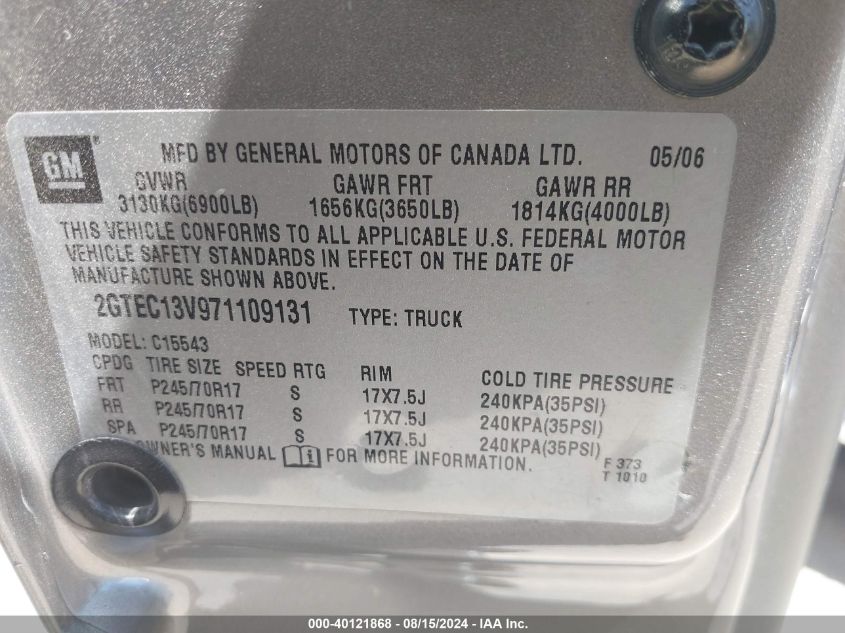 GM ® MFD BY GENERAL MOTORS OF CANADA LTD. 05/06
GVWR GAWR FRT GAWR RR
3130KG(6900LB) 1656KG(3650LB) 1814KG(4000LB)
THIS VEHICLE CONFORMS TO ALL APPLICABLE U.S. FEDERAL MOTOR
VEHICLE SAFETY STANDARDS IN EFFECT ON THE DATE OF
MANUFACTURE SHOWN ABOVE.
2GTEC13V971109131 TYPE: TRUCK
MODEL: C15543
CPDG TIRE SIZE SPEED RTG RIM COLD TIRE PRESSURE
FRT P245/70R17 S 17X7.5J 240KPA(35PSI)
RR P245/70R17 S 17X7.5J 240KPA(35PSI)
SPA P245/70R17 S 17X7.5J 240KPA(35PSI)
OWNER'S MANUAL FOR MORE INFORMATION.
F 373
T 1010
000-40121868 - 08/15/2024 - IAA Inc.